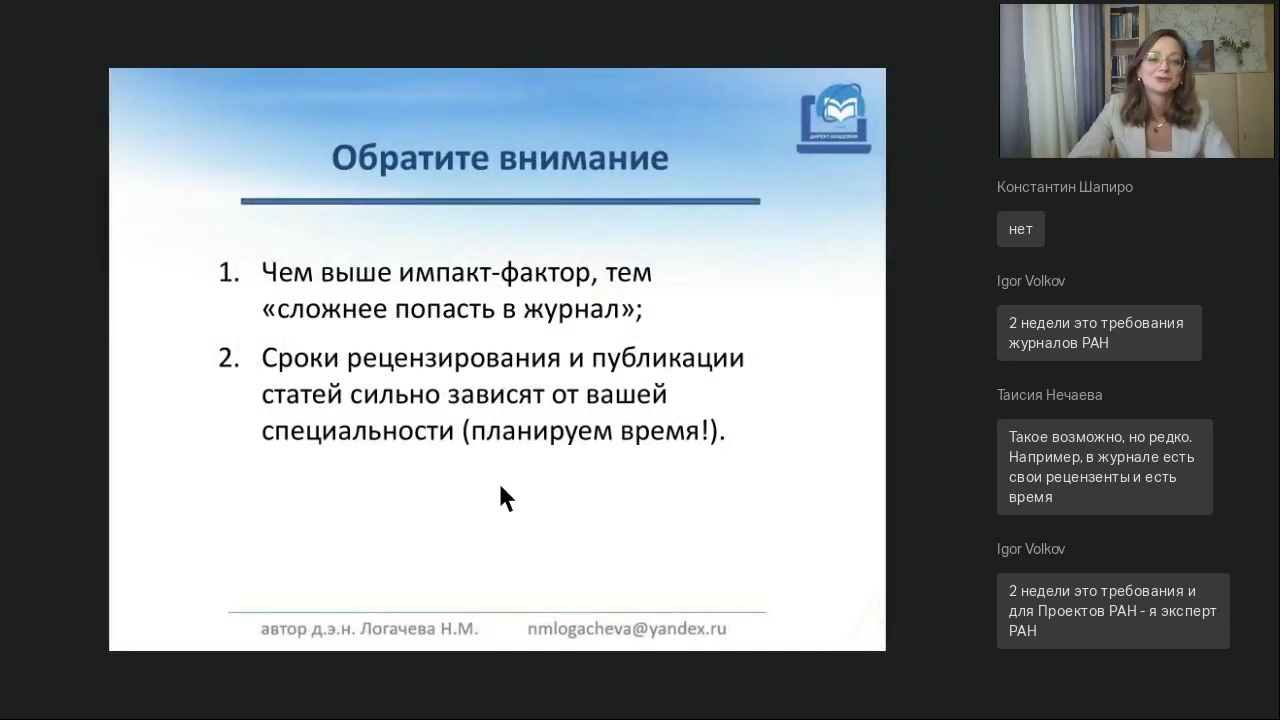 ДИРЕКТ-АКАДЕМИЯ
Обратите внимание
1. Чем выше импакт-фактор, тем
«сложнее попасть в журнал»;
2. Сроки рецензирования и публикации
статей сильно зависят от вашей
специальности (планируем время!).
автор д.э.н. Логачева Н.М. nmlogacheva@yandex.ru
Константин Шапиро
нет
Igor Volkov
2 недели это требования
журналов РАН
Таисия Нечаева
Такое возможно, но редко.
Например, в журнале есть
свои рецензенты и есть
время
Igor Volkov
2 недели это требования и
для Проектов РАН - я эксперт
РАН